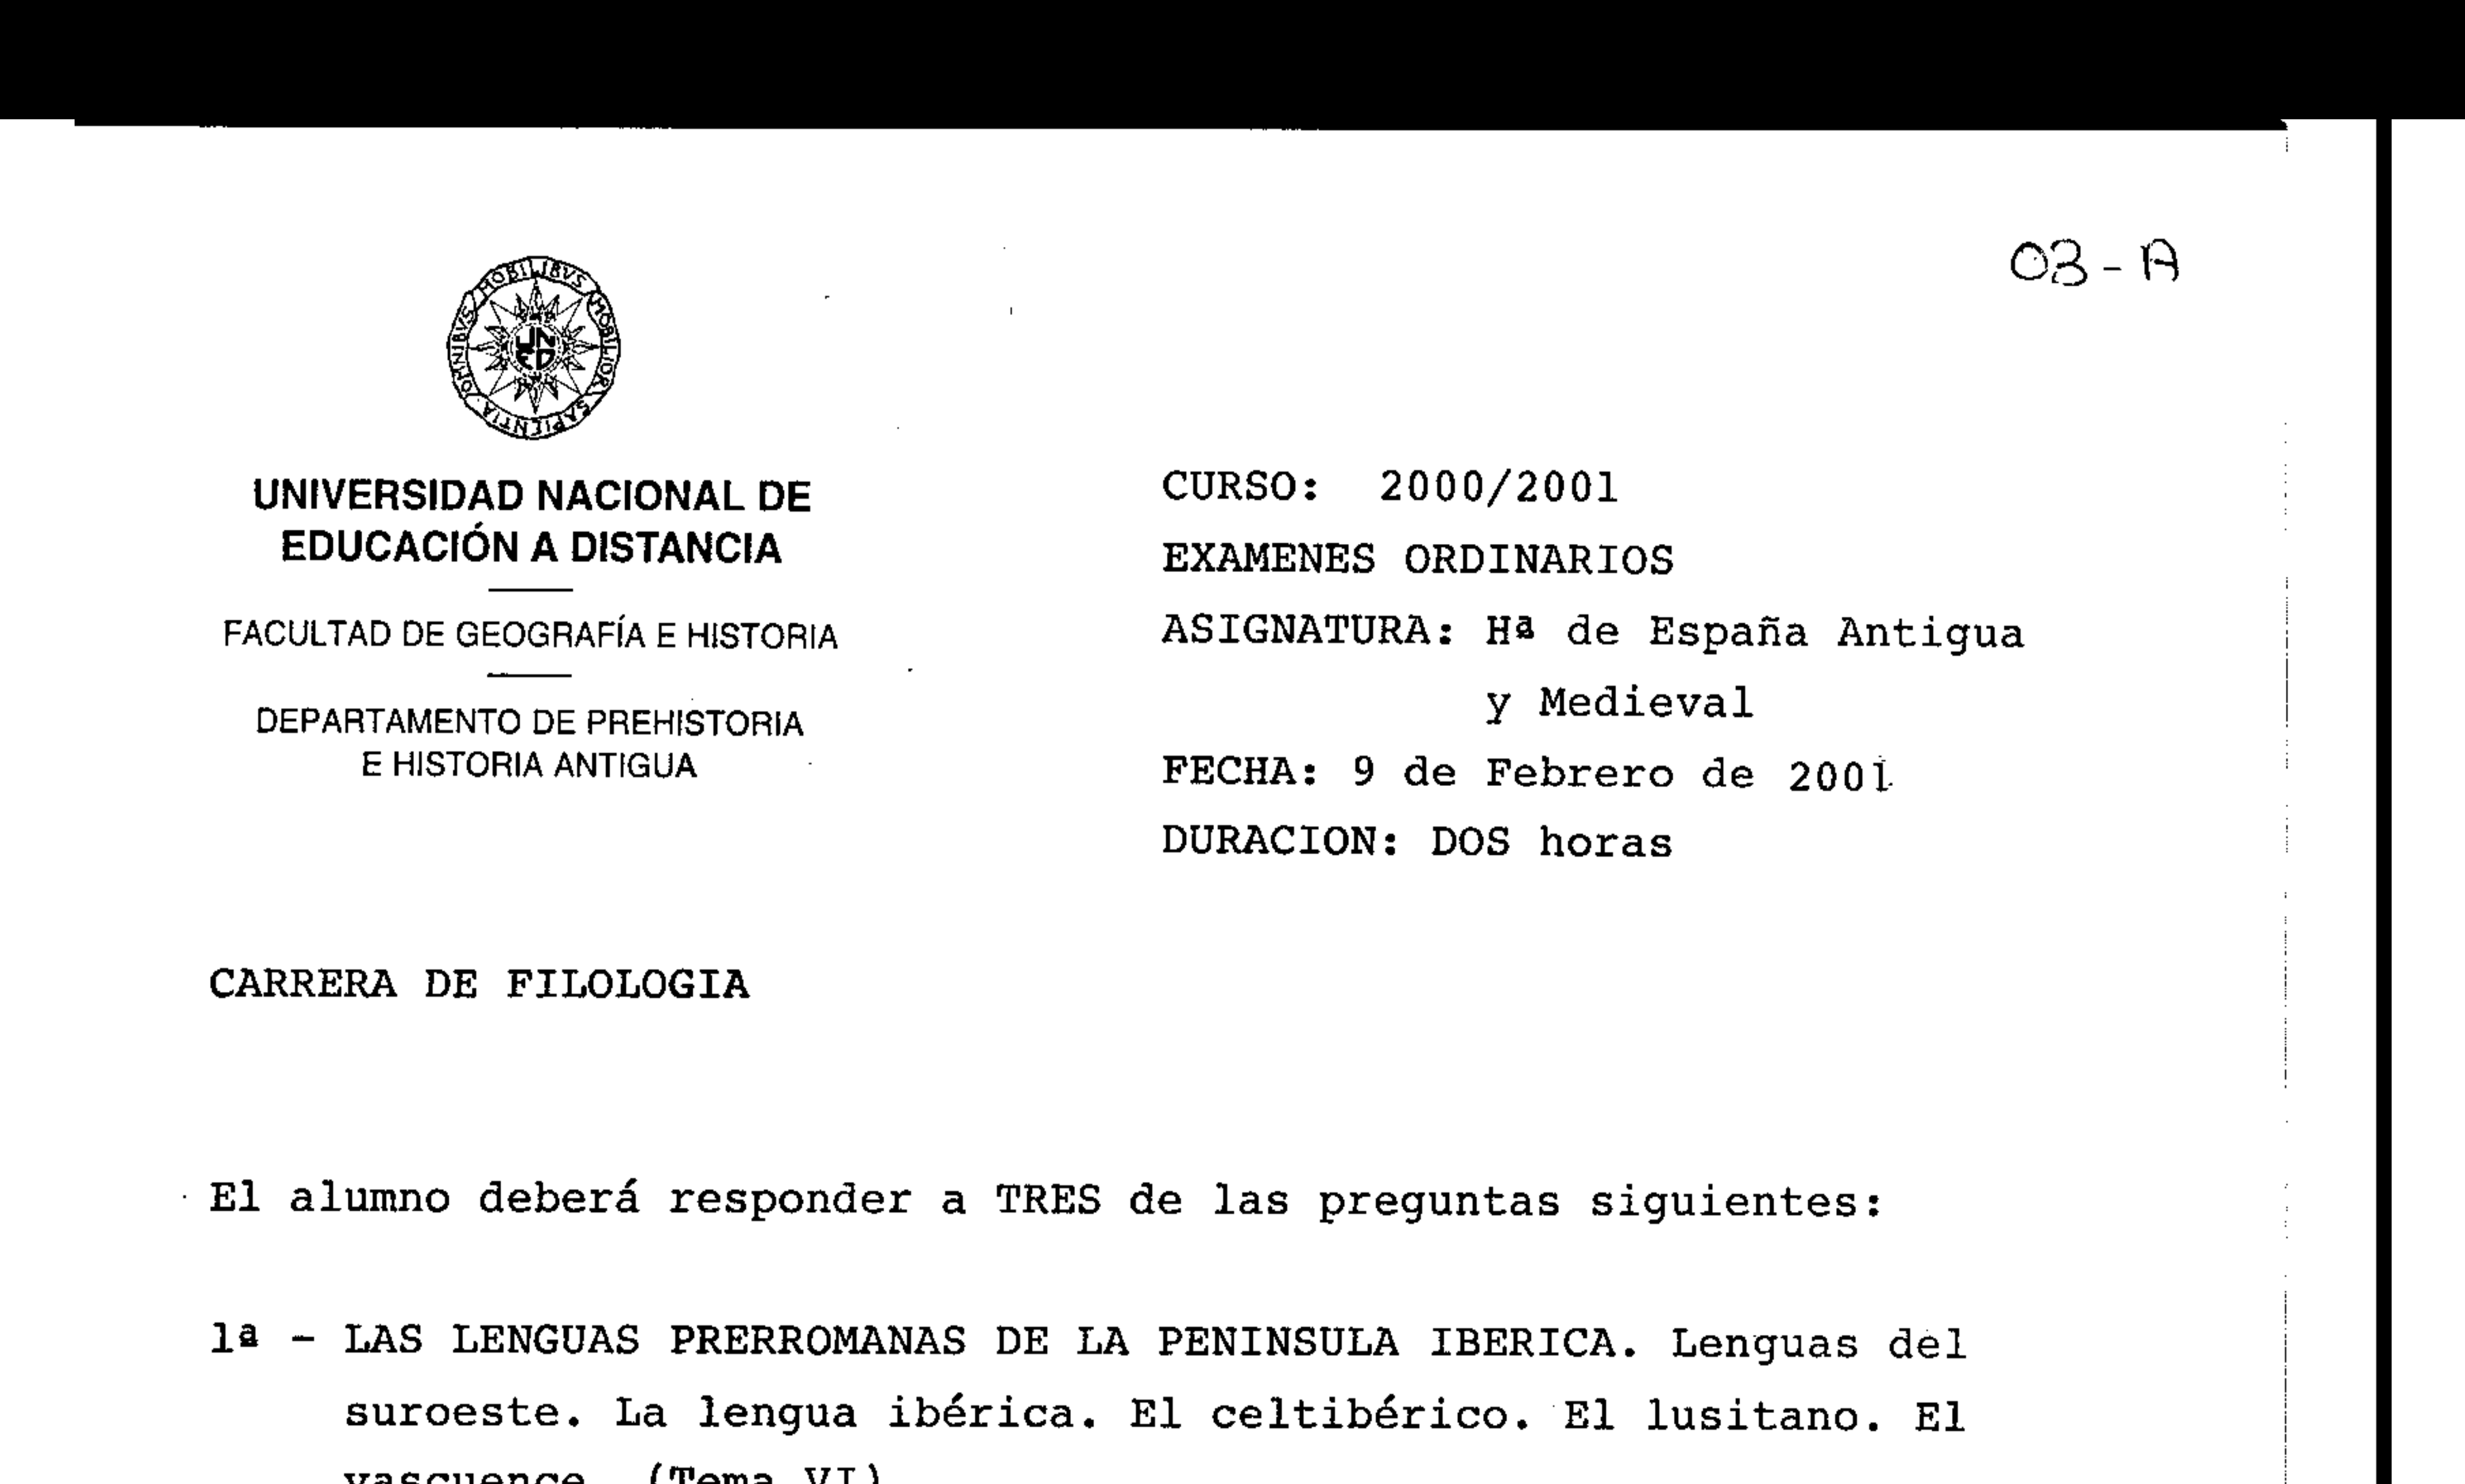 03-A
OMNIBVS MOBILIBVS MOBILIOR SAPIENTIA
UNED
UNIVERSIDAD NACIONAL DE
EDUCACIÓN A DISTANCIA
FACULTAD DE GEOGRAFÍA E HISTORIA
DEPARTAMENTO DE PREHISTORIA
E HISTORIA ANTIGUA
CURSO: 2000/2001
EXAMENES ORDINARIOS
ASIGNATURA: Hª de España Antigua
y Medieval
FECHA: 9 de Febrero de 2001
DURACION: DOS horas
CARRERA DE FILOLOGIA
El alumno deberá responder a TRES de las preguntas siguientes:
1ª - LAS LENGUAS PRERROMANAS DE LA PENINSULA IBERICA. Lenguas del
suroeste. La lengua ibérica. El celtibérico. El lusitano. El
vascuence. (Tema VI)